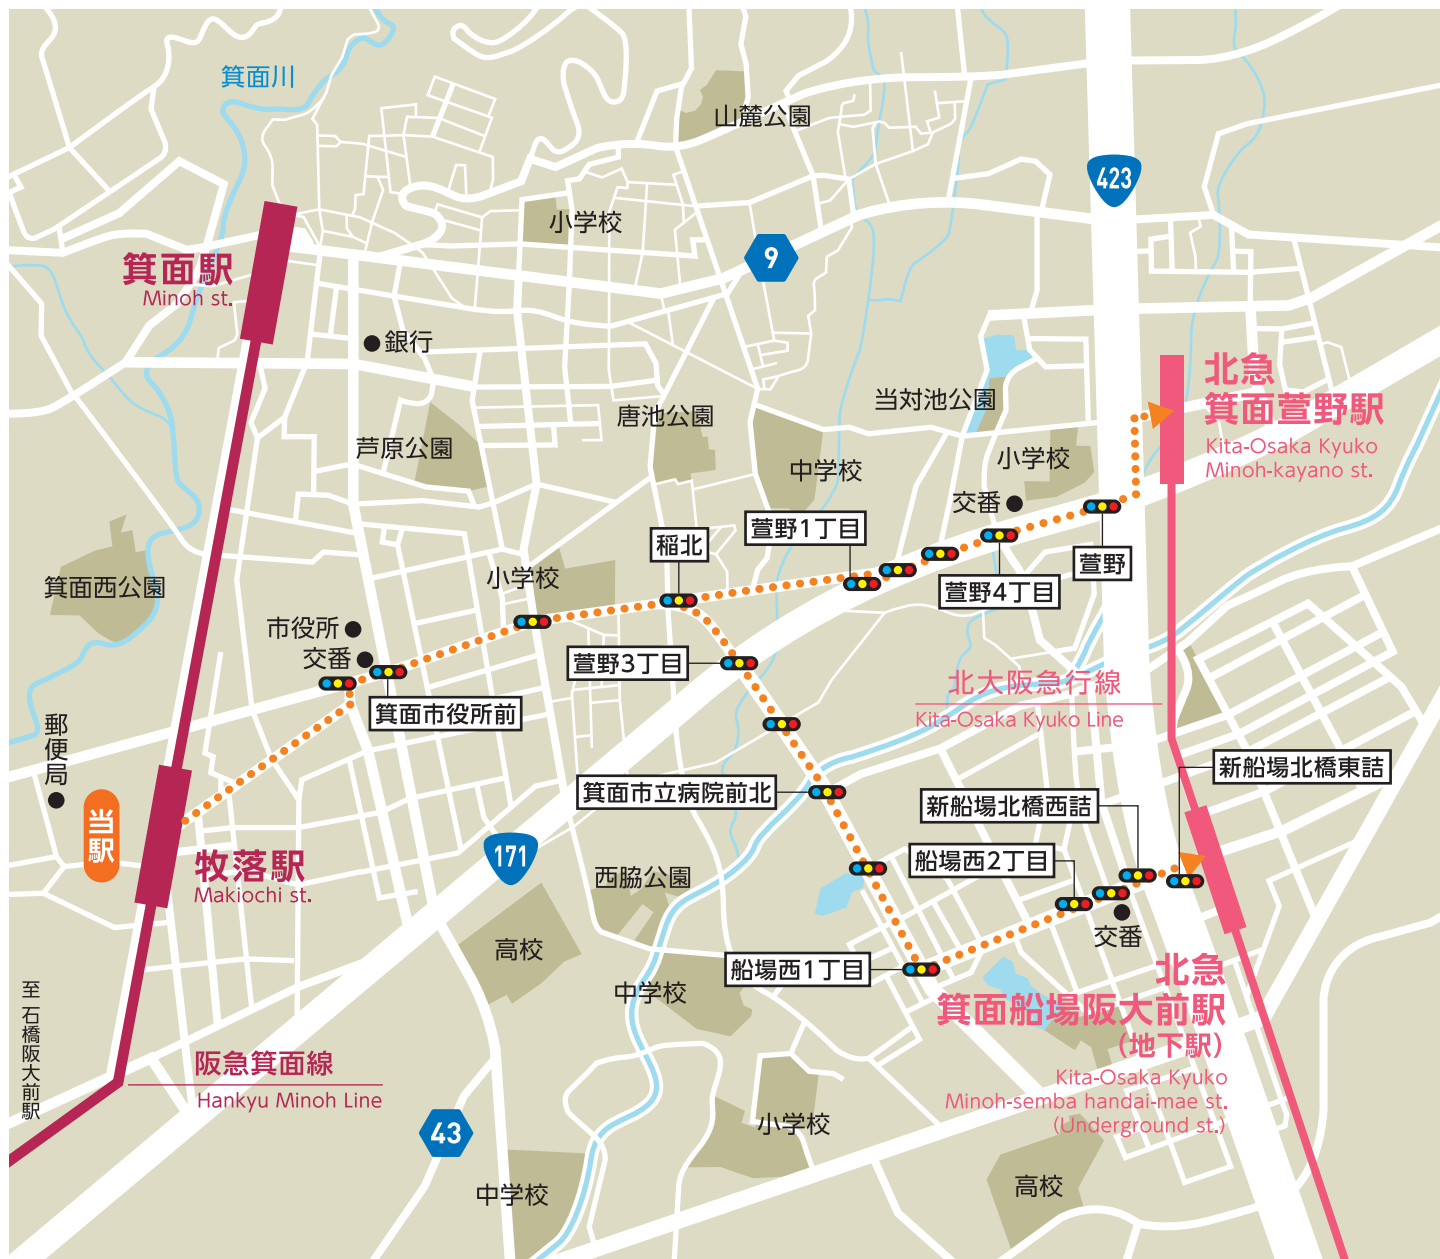 箕面川
山麓公園
423
小学校
9
箕面駅
Minoh st.
銀行
北急
箕面萱野駅
Kita-Osaka Kyuko
Minoh-kayano st.
当対池公園
唐池公園
芦原公園
中学校
小学校
交番
萱野1丁目
稲北
萱野
萱野4丁目
小学校
箕面西公園
市役所
交番
萱野3丁目
箕面市役所前
北大阪急行線
Kita-Osaka Kyuko Line
郵便局
新船場北橋東詰
箕面市立病院前北
新船場北橋西詰
当駅
171
船場西2丁目
牧落駅
Makiochi st.
西脇公園
交番
高校
船場西1丁目
中学校
北急
箕面船場阪大前駅
(地下駅)
Kita-Osaka Kyuko
Minoh-semba handai-mae st.
(Underground st.)
至 石橋阪大前駅
阪急箕面線
Hankyu Minoh Line
43
小学校
中学校
高校